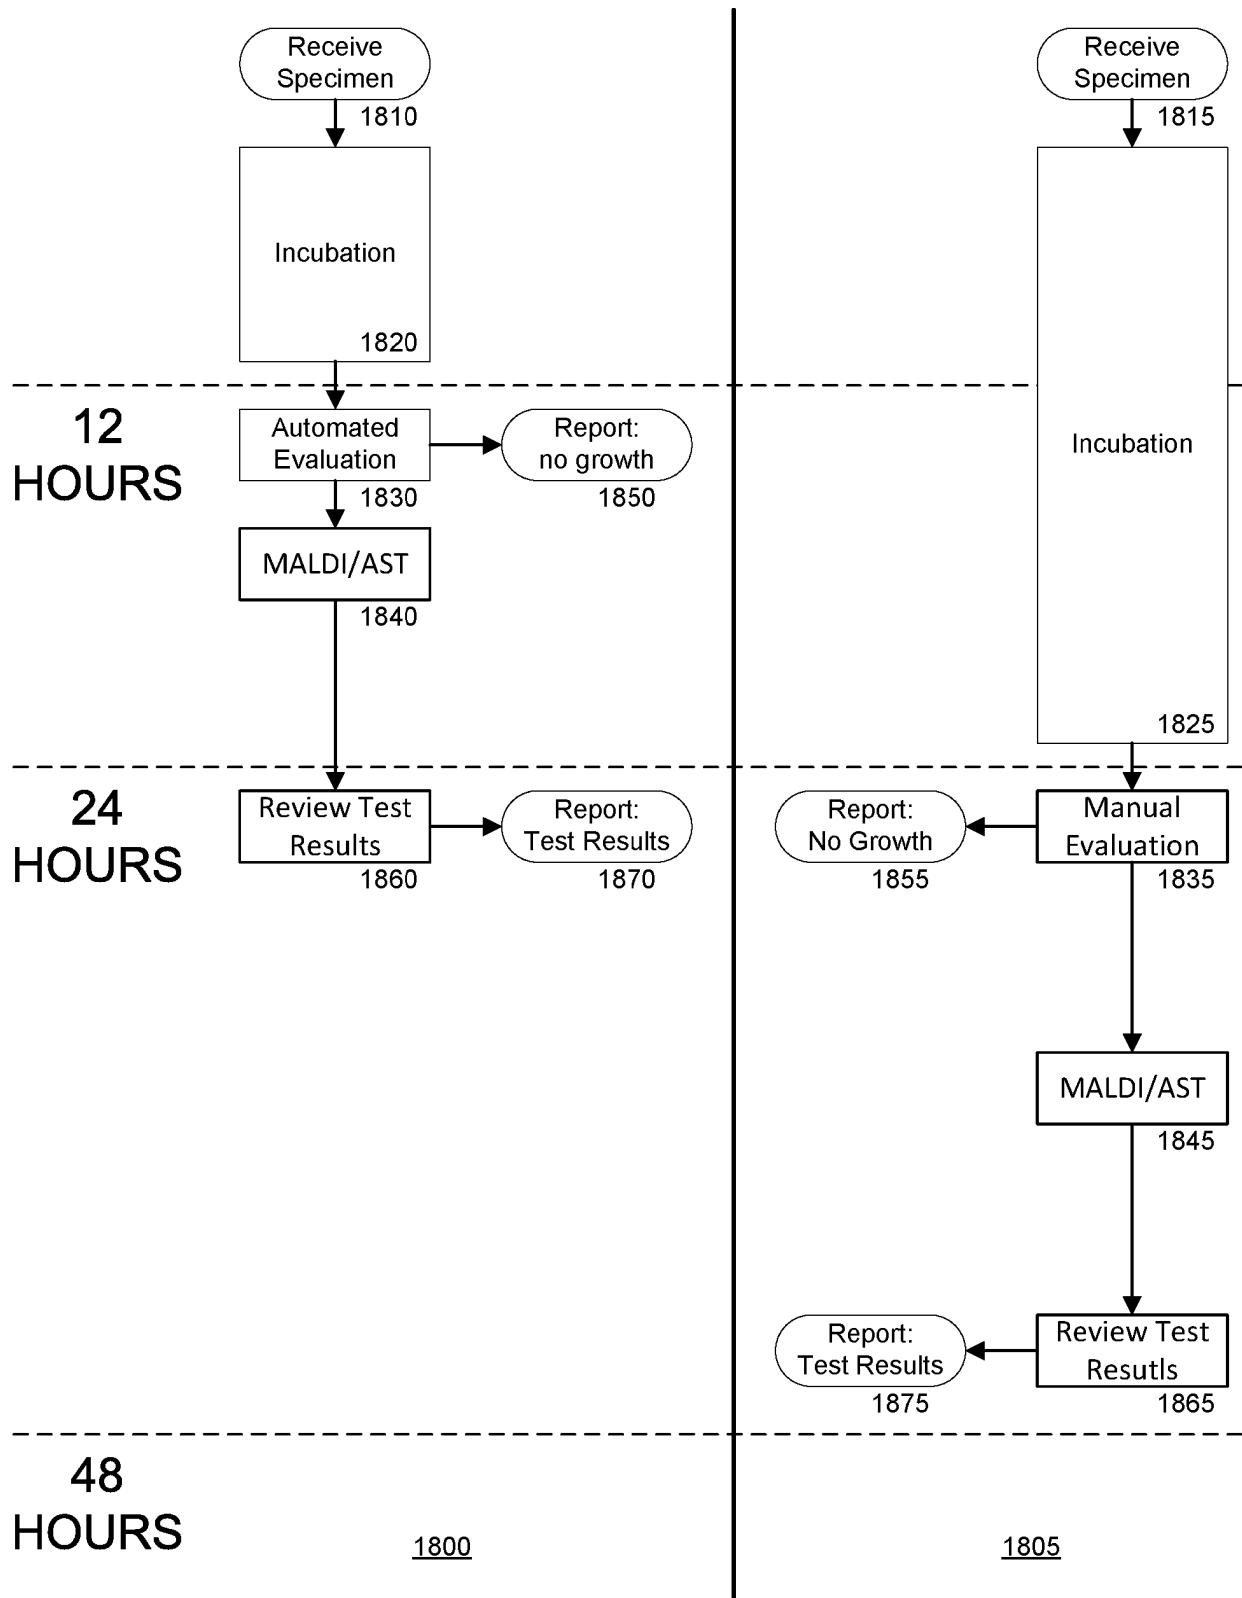 Receive
Specimen
1810
Incubation
1820
12
HOURS
Automated
Evaluation
1830
Report:
no growth
1850
MALDI/AST
1840
24
HOURS
Review Test
Results
1860
Report:
Test Results
1870
48
HOURS
1800
Receive
Specimen
1815
Incubation
1825
Report:
No Growth
1855
Manual
Evaluation
1835
MALDI/AST
1845
Report:
Test Results
1875
Review Test
Resutls
1865
1805